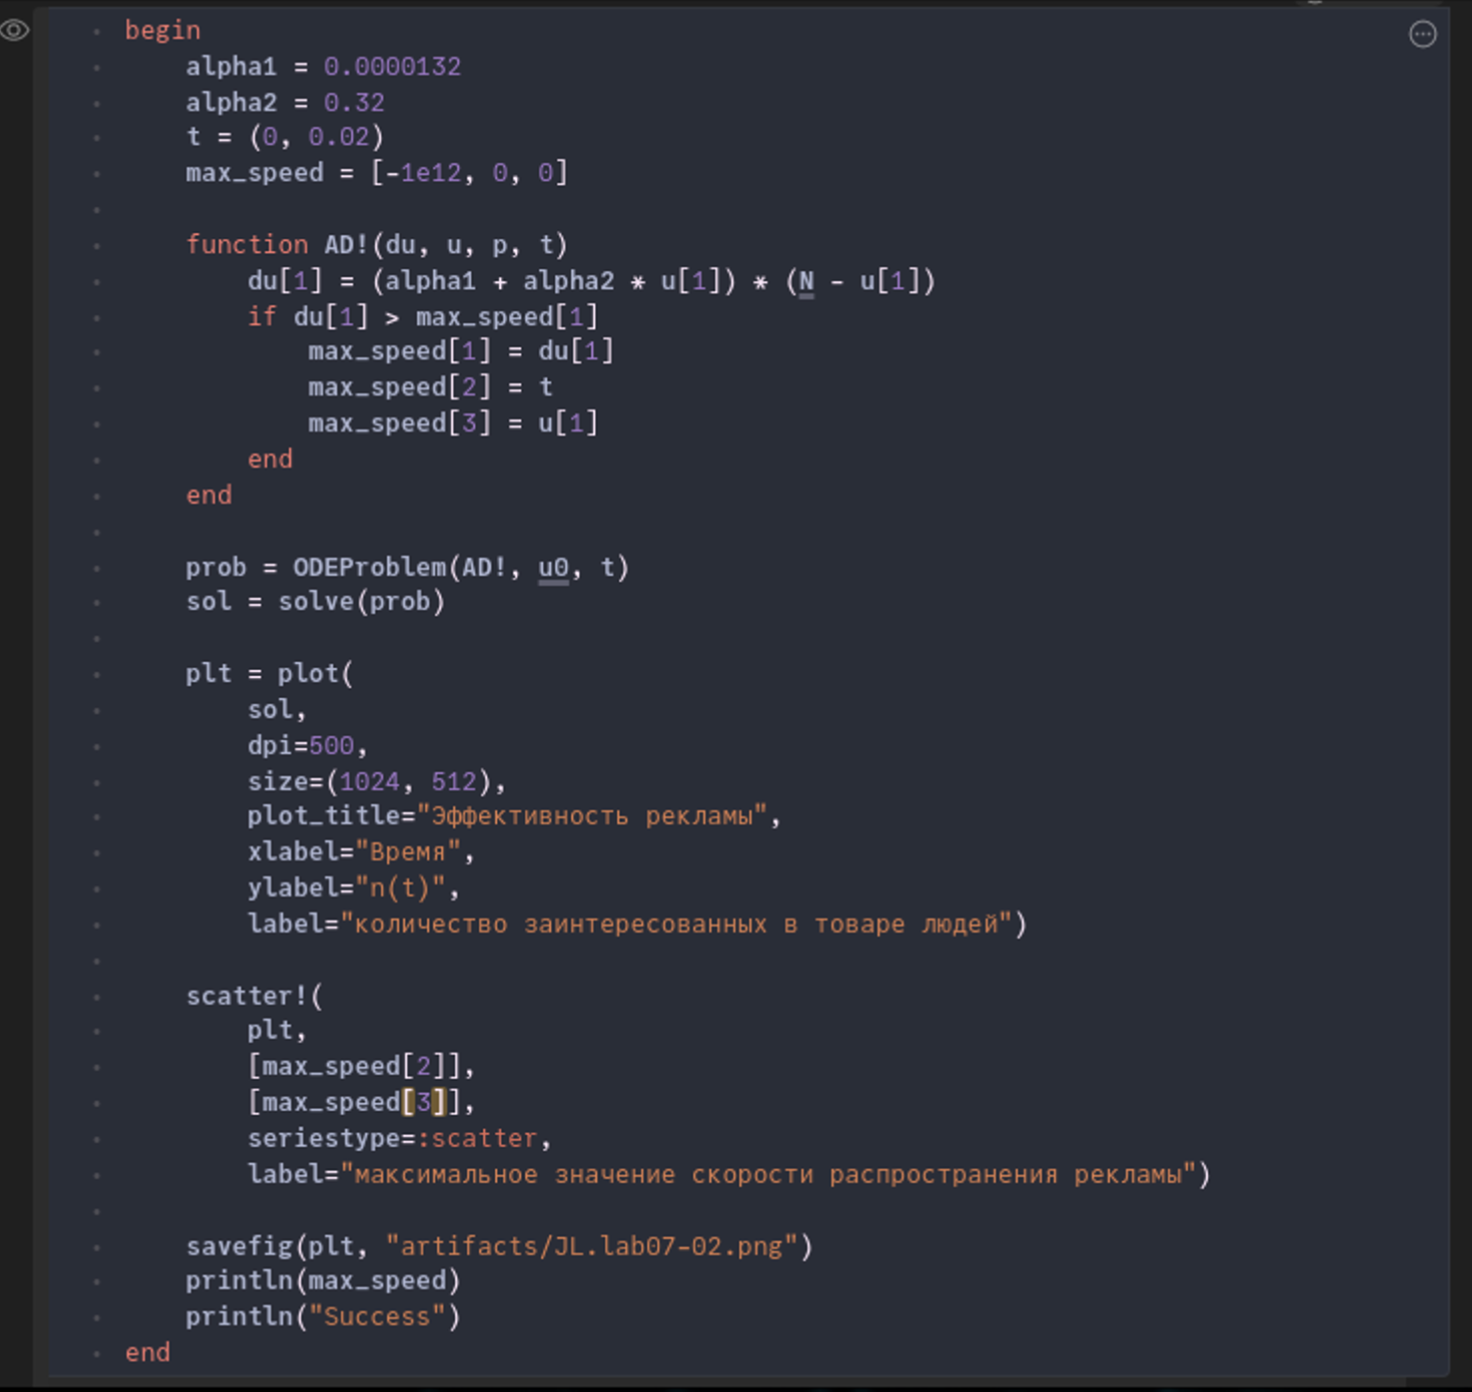 begin
    alpha1 = 0.0000132
    alpha2 = 0.32
    t = (0, 0.02)
    max_speed = [-1e12, 0, 0]

    function AD!(du, u, p, t)
        du[1] = (alpha1 + alpha2 * u[1]) * (N - u[1])
        if du[1] > max_speed[1]
            max_speed[1] = du[1]
            max_speed[2] = t
            max_speed[3] = u[1]
        end
    end

    prob = ODEProblem(AD!, u0, t)
    sol = solve(prob)

    plt = plot(
        sol,
        dpi=500,
        size=(1024, 512),
        plot_title="Эффективность рекламы",
        xlabel="Время",
        ylabel="n(t)",
        label="количество заинтересованных в товаре людей")

    scatter!(
        plt,
        [max_speed[2]],
        [max_speed[3]],
        seriestype=:scatter,
        label="максимальное значение скорости распространения рекламы")

    savefig(plt, "artifacts/JL.lab07-02.png")
    println(max_speed)
    println("Success")
end